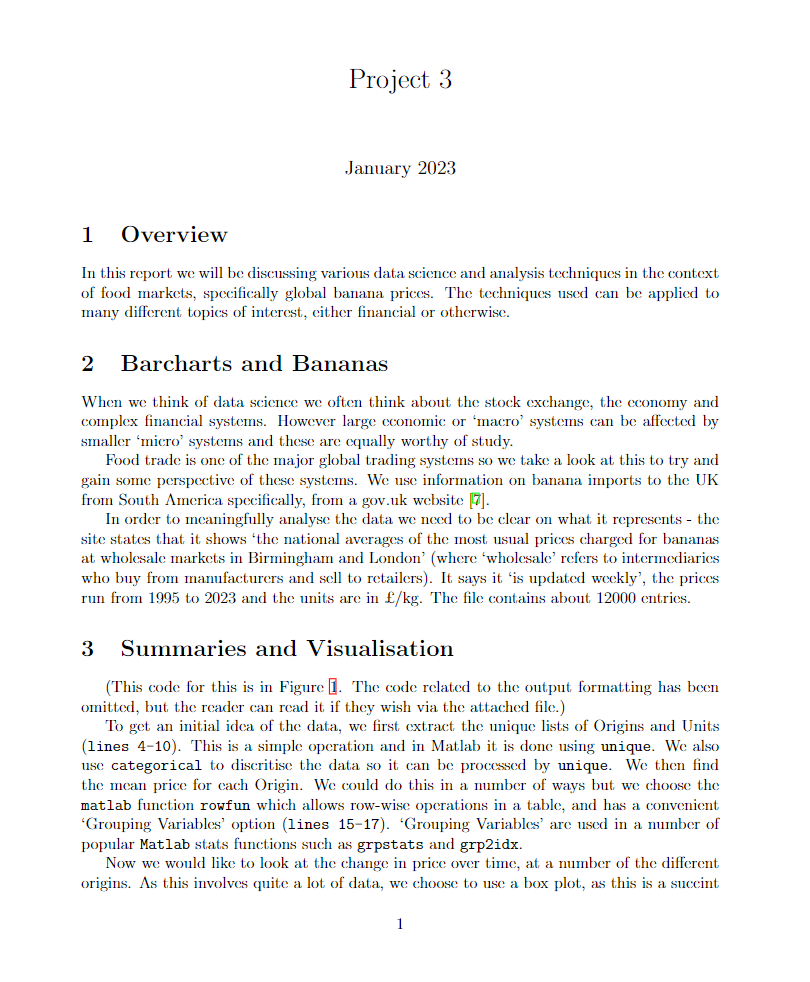 Project 3
January 2023
1 Overview
In this report we will be discussing various data science and analysis techniques in the context
of food markets, specifically global banana prices. The techniques used can be applied to
many different topics of interest, either financial or otherwise.
2 Barcharts and Bananas
When we think of data science we often think about the stock exchange, the economy and
complex financial systems. However large economic or ‘macro’ systems can be affected by
smaller ‘micro’ systems and these are equally worthy of study.
Food trade is one of the major global trading systems so we take a look at this to try and
gain some perspective of these systems. We use information on banana imports to the UK
from South America specifically, from a gov.uk website [7].
In order to meaningfully analyse the data we need to be clear on what it represents - the
site states that it shows ‘the national averages of the most usual prices charged for bananas
at wholesale markets in Birmingham and London’ (where ‘wholesale’ refers to intermediaries
who buy from manufacturers and sell to retailers). It says it ‘is updated weekly’, the prices
run from 1995 to 2023 and the units are in £/kg. The file contains about 12000 entries.
3 Summaries and Visualisation
(This code for this is in Figure 1. The code related to the output formatting has been
omitted, but the reader can read it if they wish via the attached file.)
To get an initial idea of the data, we first extract the unique lists of Origins and Units
(lines 4–10). This is a simple operation and in Matlab it is done using unique. We also
use categorical to discritise the data so it can be processed by unique. We then find
the mean price for each Origin. We could do this in a number of ways but we choose the
matlab function rowfun which allows row-wise operations in a table, and has a convenient
‘Grouping Variables’ option (lines 15–17). ‘Grouping Variables’ are used in a number of
popular Matlab stats functions such as grpstats and grp2idx.
Now we would like to look at the change in price over time, at a number of the different
origins. As this involves quite a lot of data, we choose to use a box plot, as this is a succint
1